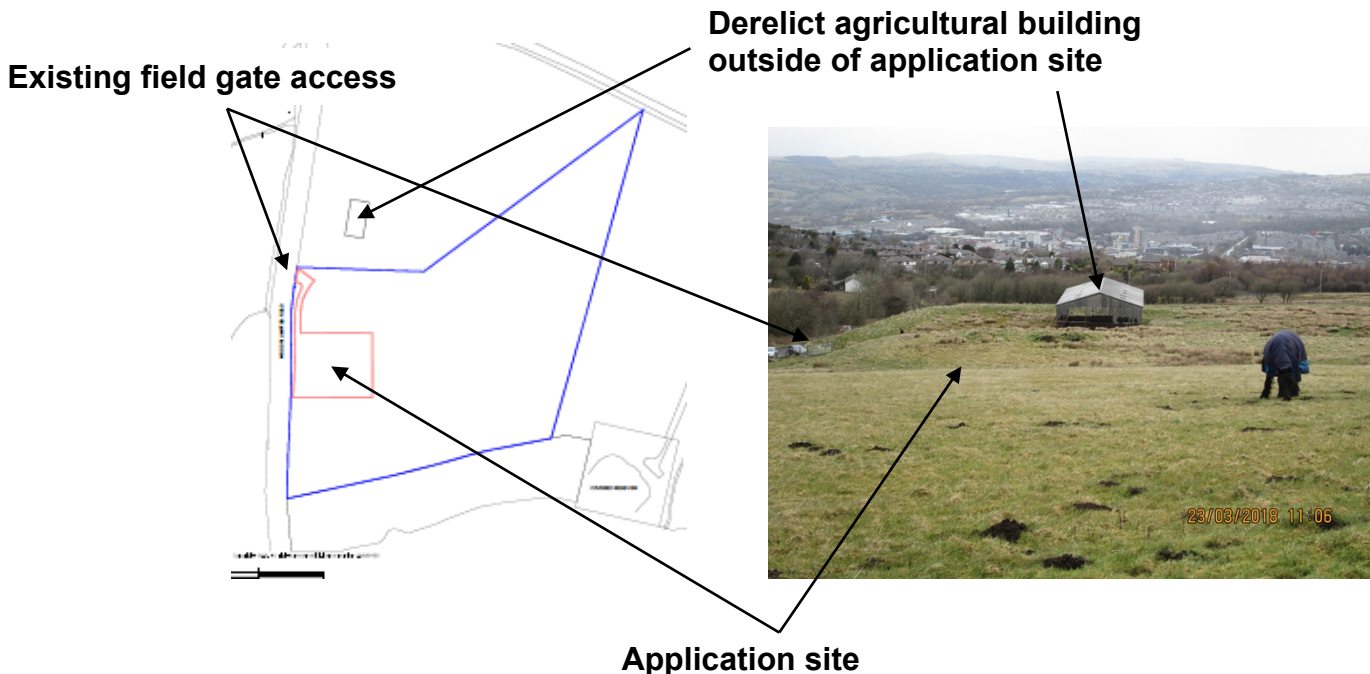 Derelict agricultural building
outside of application site
Existing field gate access
23/03/2018 11:06
Application site